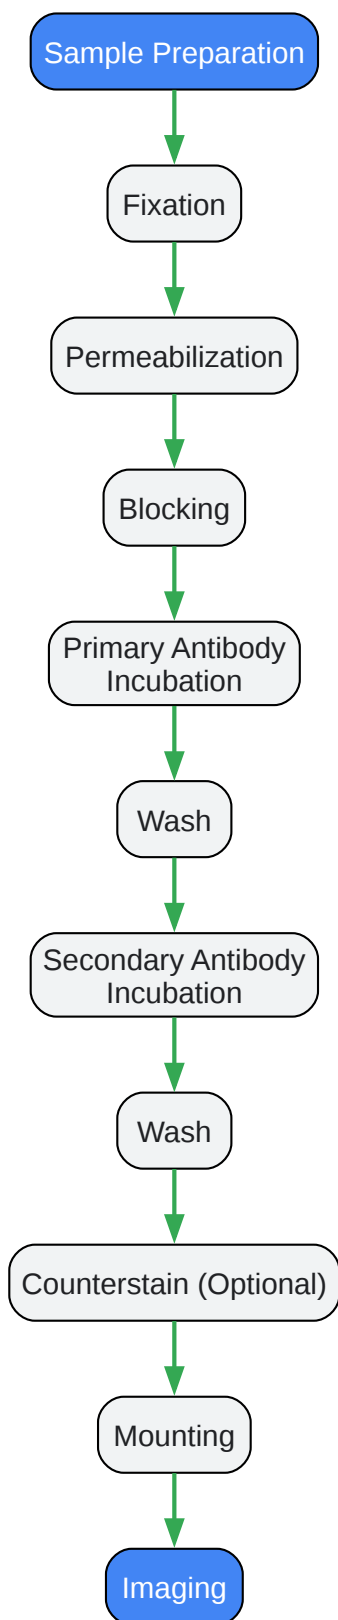 Sample Preparation
Fixation
Permeabilization
Blocking
Primary Antibody
Incubation
Wash
Secondary Antibody
Incubation
Wash
Counterstain (Optional)
Mounting
Imaging